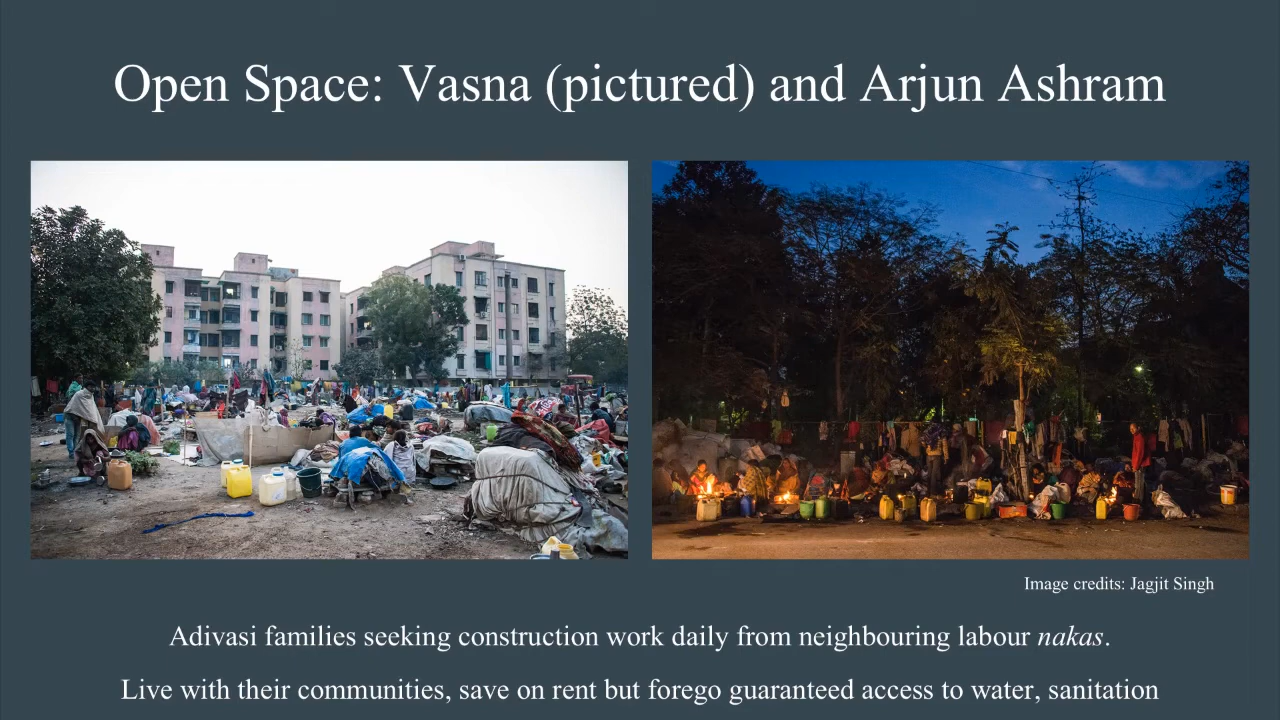 Open Space: Vasna (pictured) and Arjun Ashram
Image credits: Jagjit Singh
Adivasi families seeking construction work daily from neighbouring labour nakas.
Live with their communities, save on rent but forego guaranteed access to water, sanitation